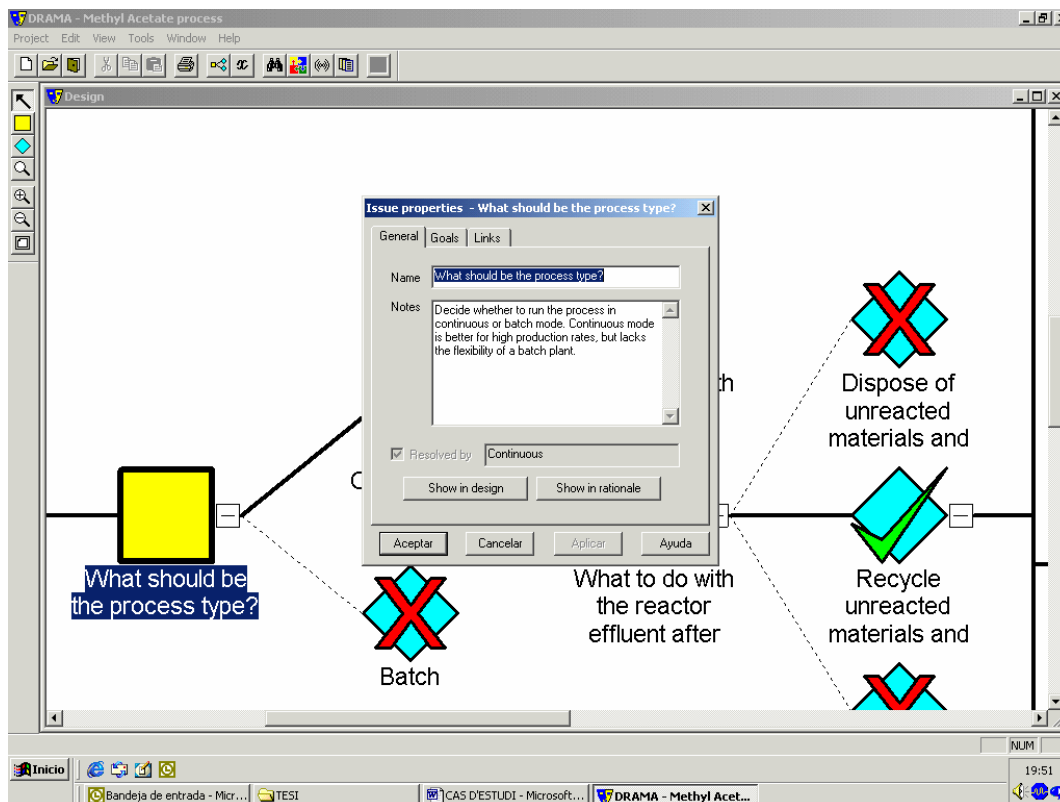 DRAMA - Methyl Acetate process
Project Edit View Tools Window Help
Design
Issue properties - What should be the process type?
General Goals Links
Name What should be the process type?
Notes Decide whether to run the process in
continuous or batch mode. Continuous mode
is better for high production rates, but lacks
the flexibility of a batch plant.
Resolved by Continuous
Show in design Show in rationale
Aceptar Cancelar Aplicar Ayuda
What should be
the process type?
Batch
What to do with
the reactor
effluent after
Dispose of
unreacted
materials and
Recycle
unreacted
materials and
NUM
Inicio
19:51
Bandeja de entrada - Micr... TESI CAS D'ESTUDI - Microsoft... DRAMA - Methyl Acet...